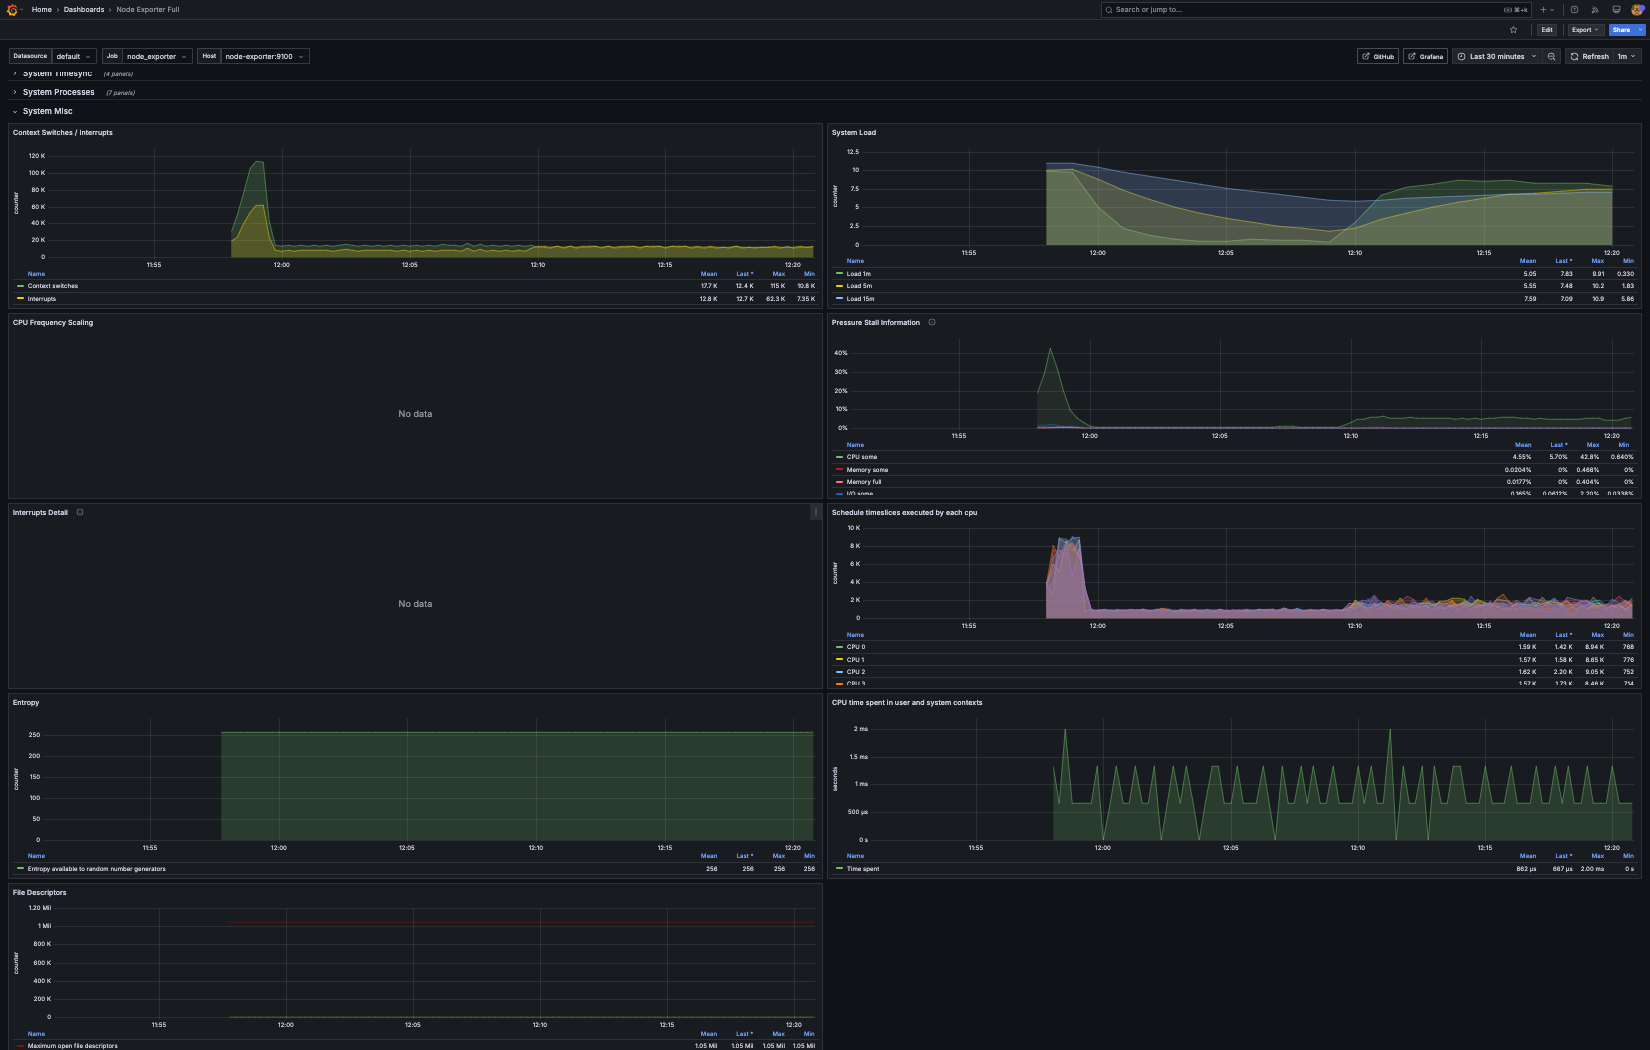 Home › Dashboards › Node Exporter Full
Search or jump to... ⌘+k
Edit Export Share
Datasource default Job node_exporter Host node-exporter:9100 GitHub Grafana Last 30 minutes Refresh 1m
System Timesync (4 panels)
System Processes (7 panels)
System Misc
Context Switches / Interrupts
120 K
100 K
80 K
60 K
40 K
20 K
0
counter
11:55 12:00 12:05 12:10 12:15 12:20
Name Mean Last * Max Min
Context switches 17.7 K 12.4 K 115 K 10.8 K
Interrupts 12.8 K 12.7 K 62.3 K 7.35 K
System Load
12.5
10
7.5
5
2.5
0
counter
11:55 12:00 12:05 12:10 12:15 12:20
Name Mean Last * Max Min
Load 1m 5.05 7.83 9.91 0.330
Load 5m 5.55 7.48 10.2 1.83
Load 15m 7.59 7.09 10.9 5.86
CPU Frequency Scaling
No data
Pressure Stall Information
40%
30%
20%
10%
0%
11:55 12:00 12:05 12:10 12:15 12:20
Name Mean Last * Max Min
CPU some 4.55% 5.70% 42.8% 0.640%
Memory some 0.0204% 0% 0.468% 0%
Memory full 0.0177% 0% 0.404% 0%
I/O some 0.165% 0.0612% 2.20% 0.0338%
Interrupts Detail
No data
Schedule timeslices executed by each cpu
10 K
8 K
6 K
4 K
2 K
0
counter
11:55 12:00 12:05 12:10 12:15 12:20
Name Mean Last * Max Min
CPU 0 1.59 K 1.42 K 8.94 K 768
CPU 1 1.57 K 1.58 K 8.65 K 776
CPU 2 1.62 K 2.20 K 9.05 K 752
CPU 3 1.57 K 1.73 K 8.46 K 714
Entropy
250
200
150
100
50
0
counter
11:55 12:00 12:05 12:10 12:15 12:20
Name Mean Last * Max Min
Entropy available to random number generators 256 256 256 256
CPU time spent in user and system contexts
2 ms
1.5 ms
1 ms
500 µs
0 s
seconds
11:55 12:00 12:05 12:10 12:15 12:20
Name Mean Last * Max Min
Time spent 862 µs 667 µs 2.00 ms 0 s
File Descriptors
1.20 Mil
1 Mil
800 K
600 K
400 K
200 K
0
counter
11:55 12:00 12:05 12:10 12:15 12:20
Name Mean Last * Max Min
Maximum open file descriptors 1.05 Mil 1.05 Mil 1.05 Mil 1.05 Mil